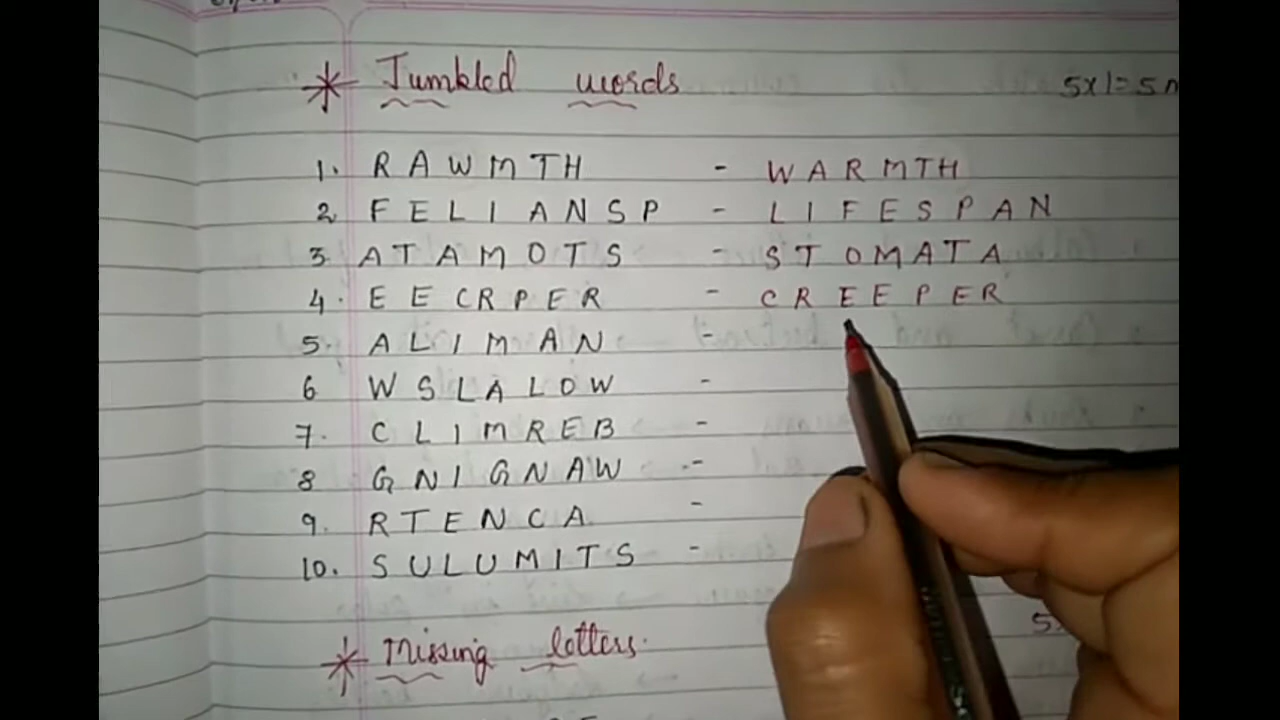 * Jumbled words 5x1=5
1. RAWMTH - WARMTH
2 FELIANSP - LIFESPAN
3 ATAMOTS - STOMATA
4. EECRPER - CREEPER
5. ALIMAN -
6 WSLALOW -
7. CLIMREB -
8 GNIGNAW -
9. RTENCA -
10. SULUMITS -
* Missing letters.